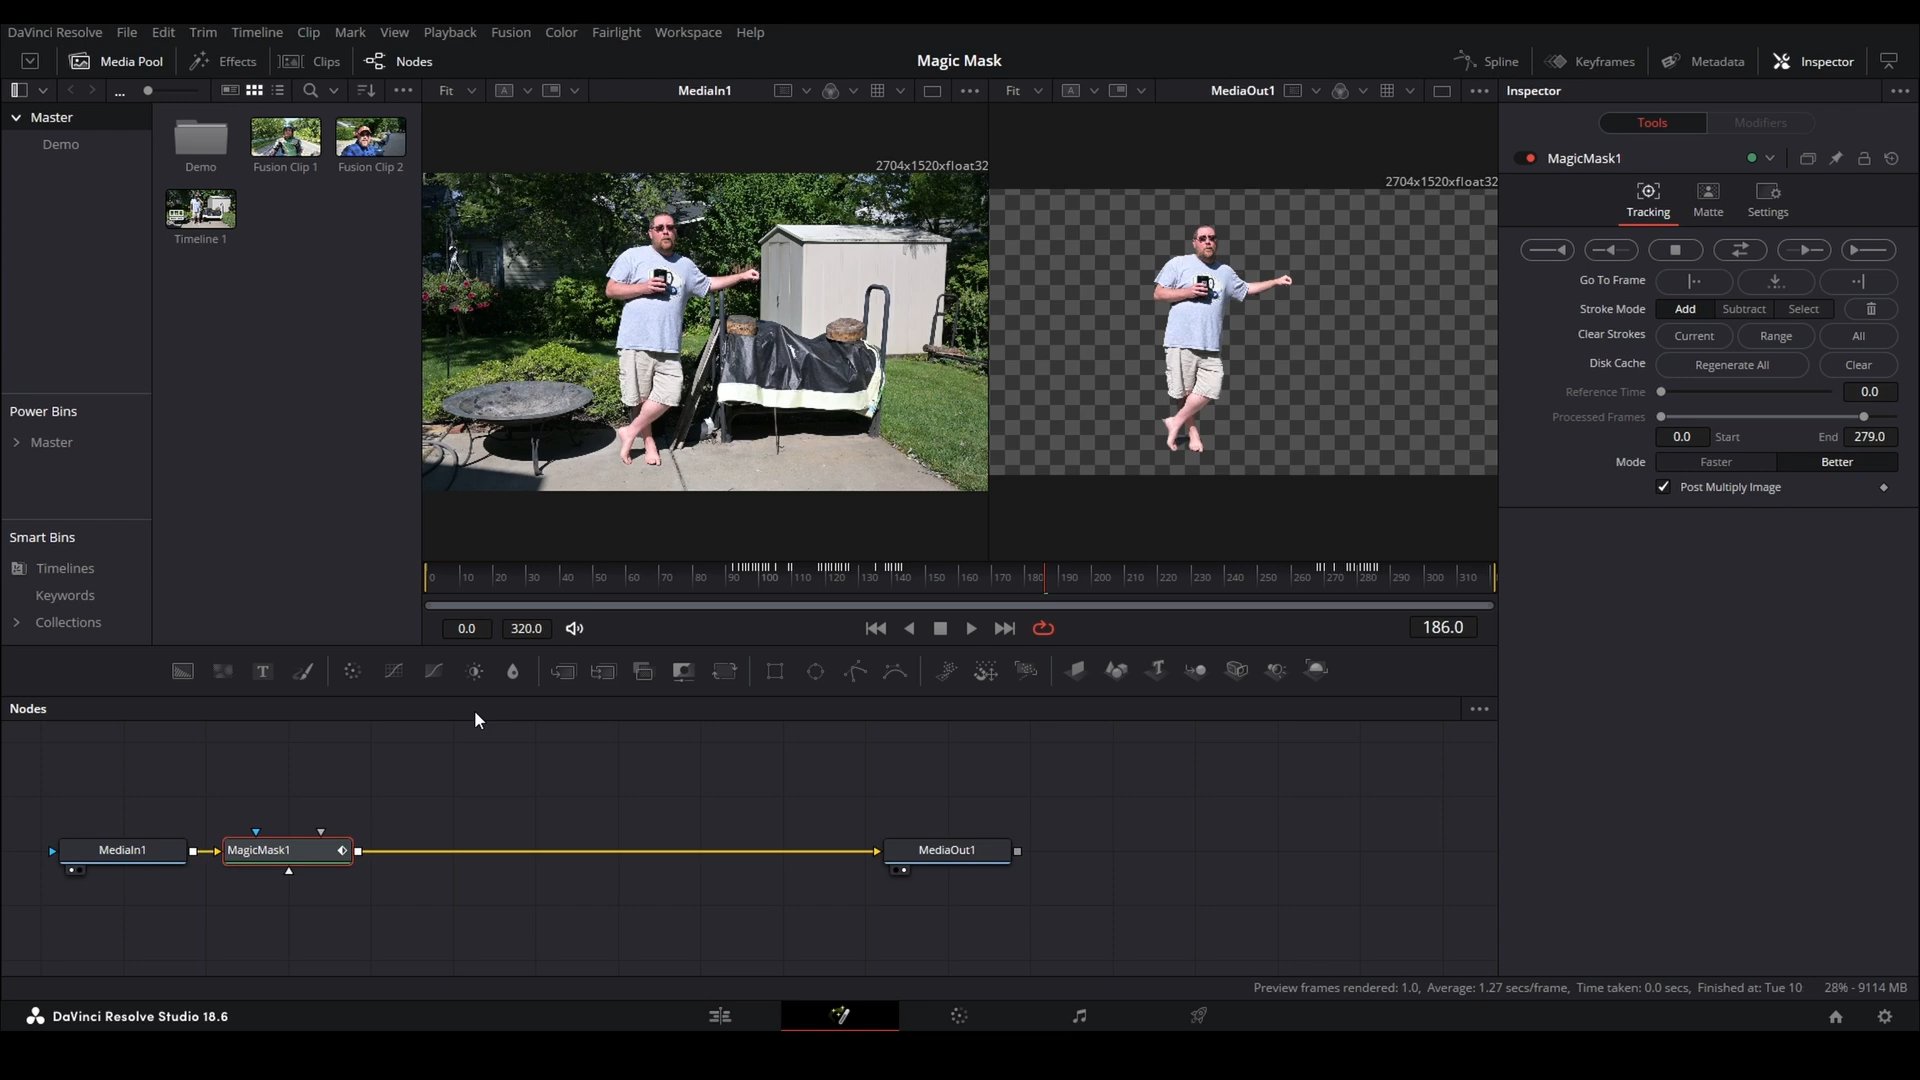 DaVinci Resolve File Edit Trim Timeline Clip Mark View Playback Fusion Color Fairlight Workspace Help
Media Pool Effects Clips Nodes Magic Mask Spline Keyframes Metadata Inspector
... Fit A MediaIn1 Fit A MediaOut1 Inspector
Master
Demo
Demo Fusion Clip 1 Fusion Clip 2
Timeline 1
Power Bins
Master
Smart Bins
Timelines
Keywords
Collections
2704x1520xfloat32
2704x1520xfloat32
Tools Modifiers
MagicMask1
Tracking Matte Settings
Go To Frame
Stroke Mode Add Subtract Select
Clear Strokes Current Range All
Disk Cache Regenerate All Clear
Reference Time 0.0
Processed Frames
0.0 Start End 279.0
Mode Faster Better
Post Multiply Image
0 10 20 30 40 50 60 70 80 90 100 110 120 130 140 150 160 170 180 190 200 210 220 230 240 250 260 270 280 290 300 310
0.0 320.0 186.0
T
Nodes
MediaIn1 MagicMask1 MediaOut1
Preview frames rendered: 1.0, Average: 1.27 secs/frame, Time taken: 0.0 secs, Finished at: Tue 10 28% - 9114 MB
DaVinci Resolve Studio 18.6